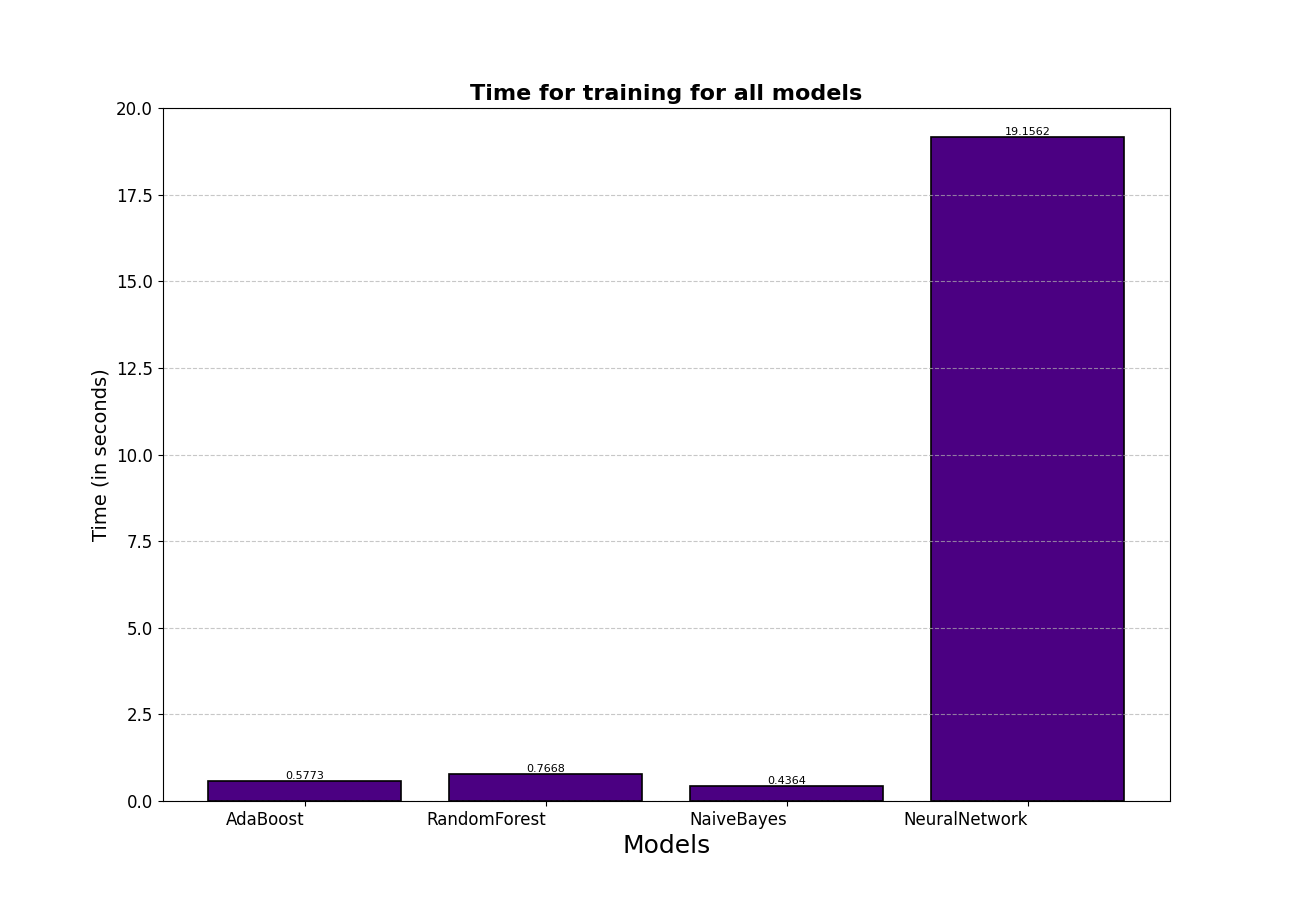 Time for training for all models
20.0
17.5
15.0
12.5
10.0
7.5
5.0
2.5
0.0
Time (in seconds)
0.5773
0.7668
0.4364
19.1562
AdaBoost
RandomForest
NaiveBayes
NeuralNetwork
Models